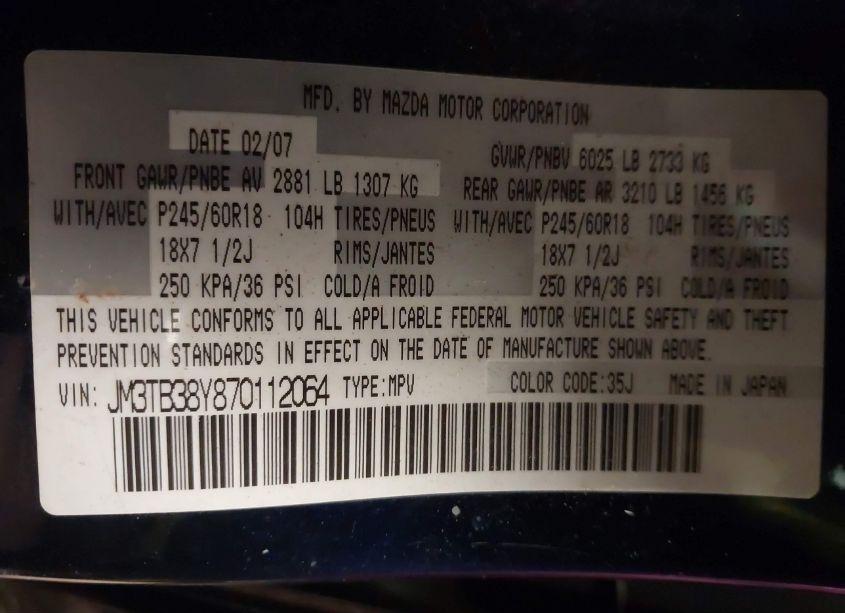 MFD. BY MAZDA MOTOR CORPORATION
DATE 02/07
GVWR/PNBV 6025 LB 2733 KG
FRONT GAWR/PNBE AV 2881 LB 1307 KG
REAR GAWR/PNBE AR 3210 LB 1456 KG
WITH/AVEC P245/60R18 104H TIRES/PNEUS
WITH/AVEC P245/60R18 104H TIRES/PNEUS
18X7 1/2J RIMS/JANTES
18X7 1/2J RIMS/JANTES
250 KPA/36 PSI COLD/A FROID
250 KPA/36 PSI COLD/A FROID
THIS VEHICLE CONFORMS TO ALL APPLICABLE FEDERAL MOTOR VEHICLE SAFETY AND THEFT
PREVENTION STANDARDS IN EFFECT ON THE DATE OF MANUFACTURE SHOWN ABOVE.
VIN: JM3TB38Y870112064 TYPE:MPV COLOR CODE:35J MADE IN JAPAN